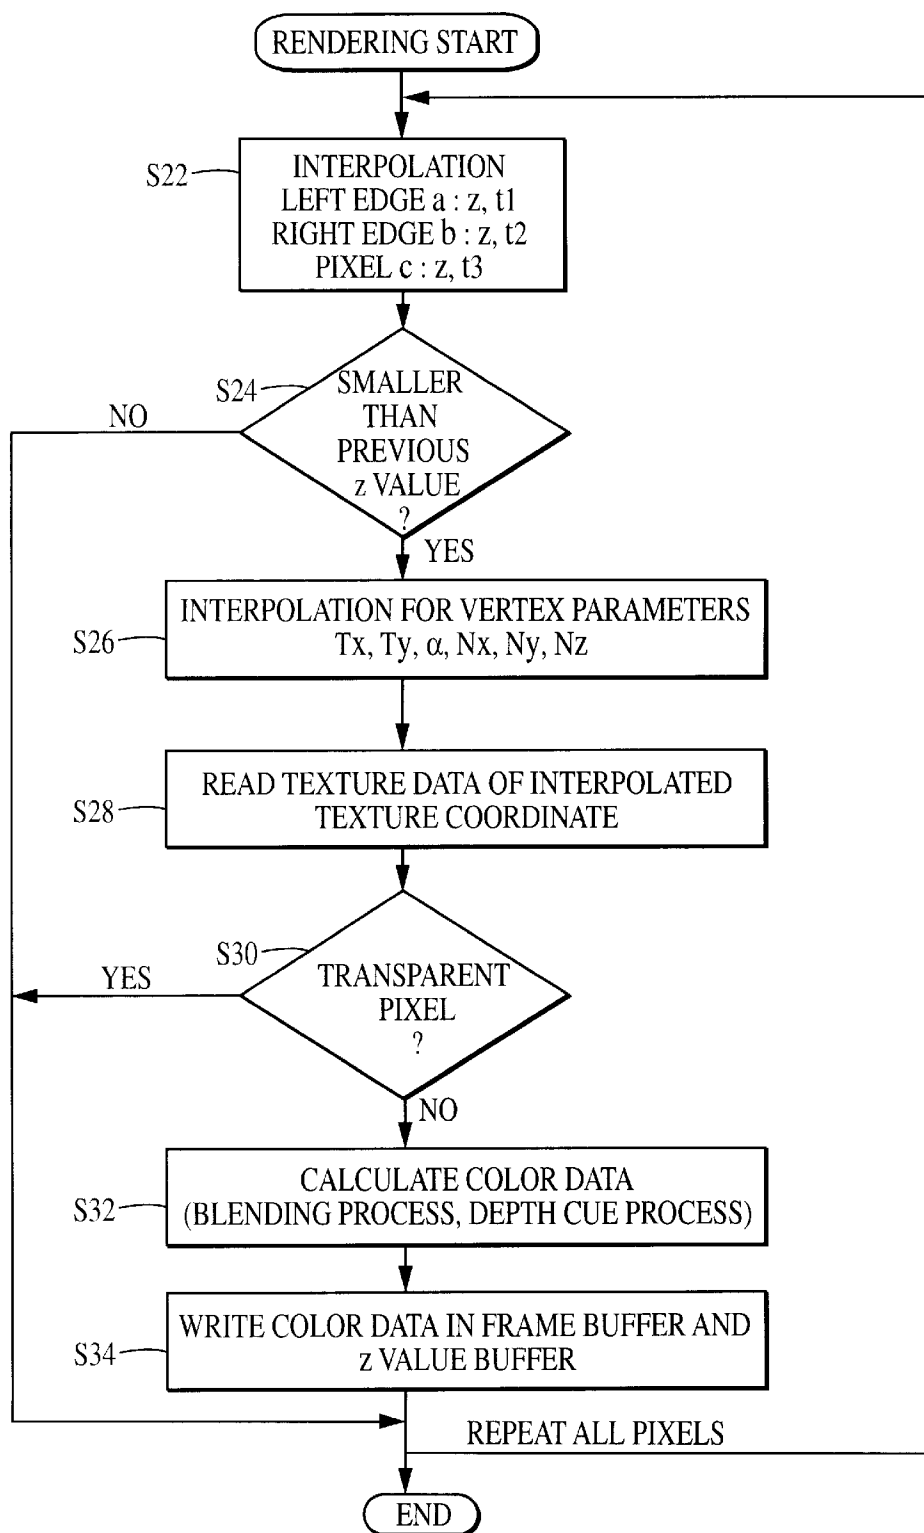 RENDERING START
S22
INTERPOLATION
LEFT EDGE a : z, t1
RIGHT EDGE b : z, t2
PIXEL c : z, t3
S24
SMALLER
THAN
PREVIOUS
z VALUE
?
NO
YES
S26
INTERPOLATION FOR VERTEX PARAMETERS
Tx, Ty, α, Nx, Ny, Nz
S28
READ TEXTURE DATA OF INTERPOLATED
TEXTURE COORDINATE
S30
TRANSPARENT
PIXEL
?
YES
NO
S32
CALCULATE COLOR DATA
(BLENDING PROCESS, DEPTH CUE PROCESS)
S34
WRITE COLOR DATA IN FRAME BUFFER AND
z VALUE BUFFER
REPEAT ALL PIXELS
END